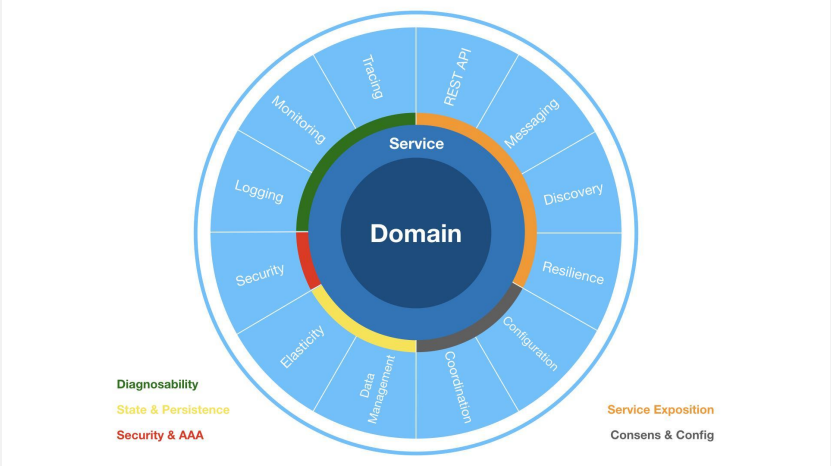 Tracing
REST API
Monitoring
Messaging
Service
Logging
Discovery
Domain
Security
Resilience
Elasticity
Configuration
Data
Management
Coordination
Diagnosability
State & Persistence
Service Exposition
Security & AAA
Consens & Config